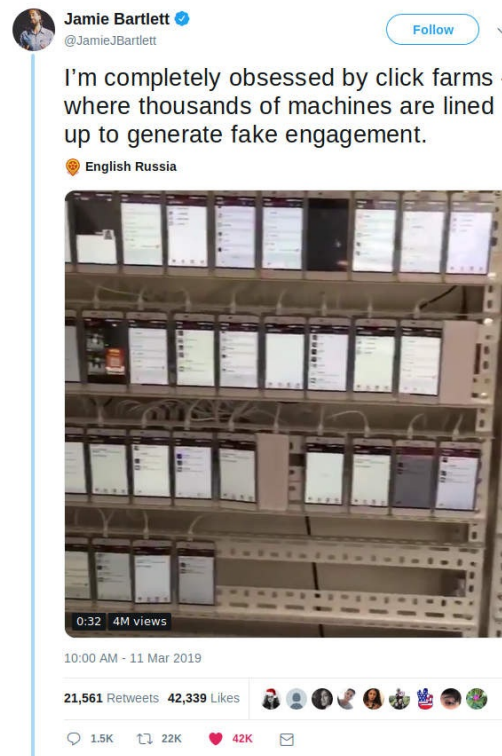 Jamie Bartlett
@JamieJBartlett
Follow
I’m completely obsessed by click farms
where thousands of machines are lined
up to generate fake engagement.
English Russia
0:32 4M views
10:00 AM - 11 Mar 2019
21,561 Retweets 42,339 Likes
1.5K 22K 42K